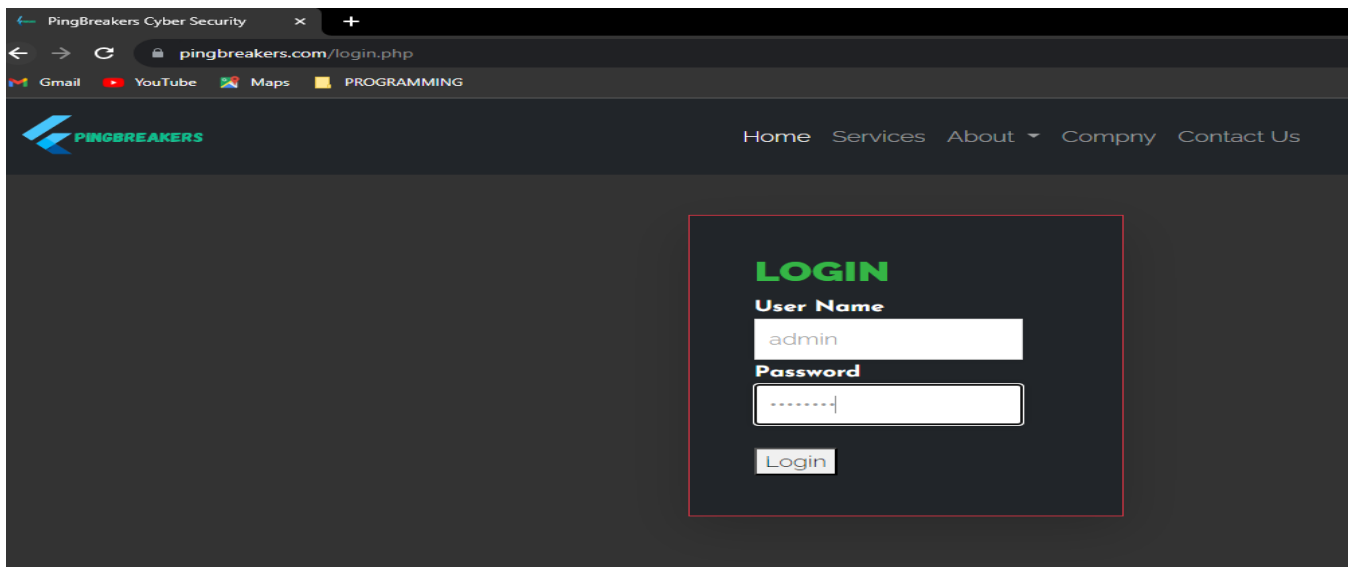 PingBreakers Cyber Security
pingbreakers.com/login.php
Gmail YouTube Maps PROGRAMMING
PINGBREAKERS Home Services About Compny Contact Us
LOGIN
User Name
admin
Password
········
Login